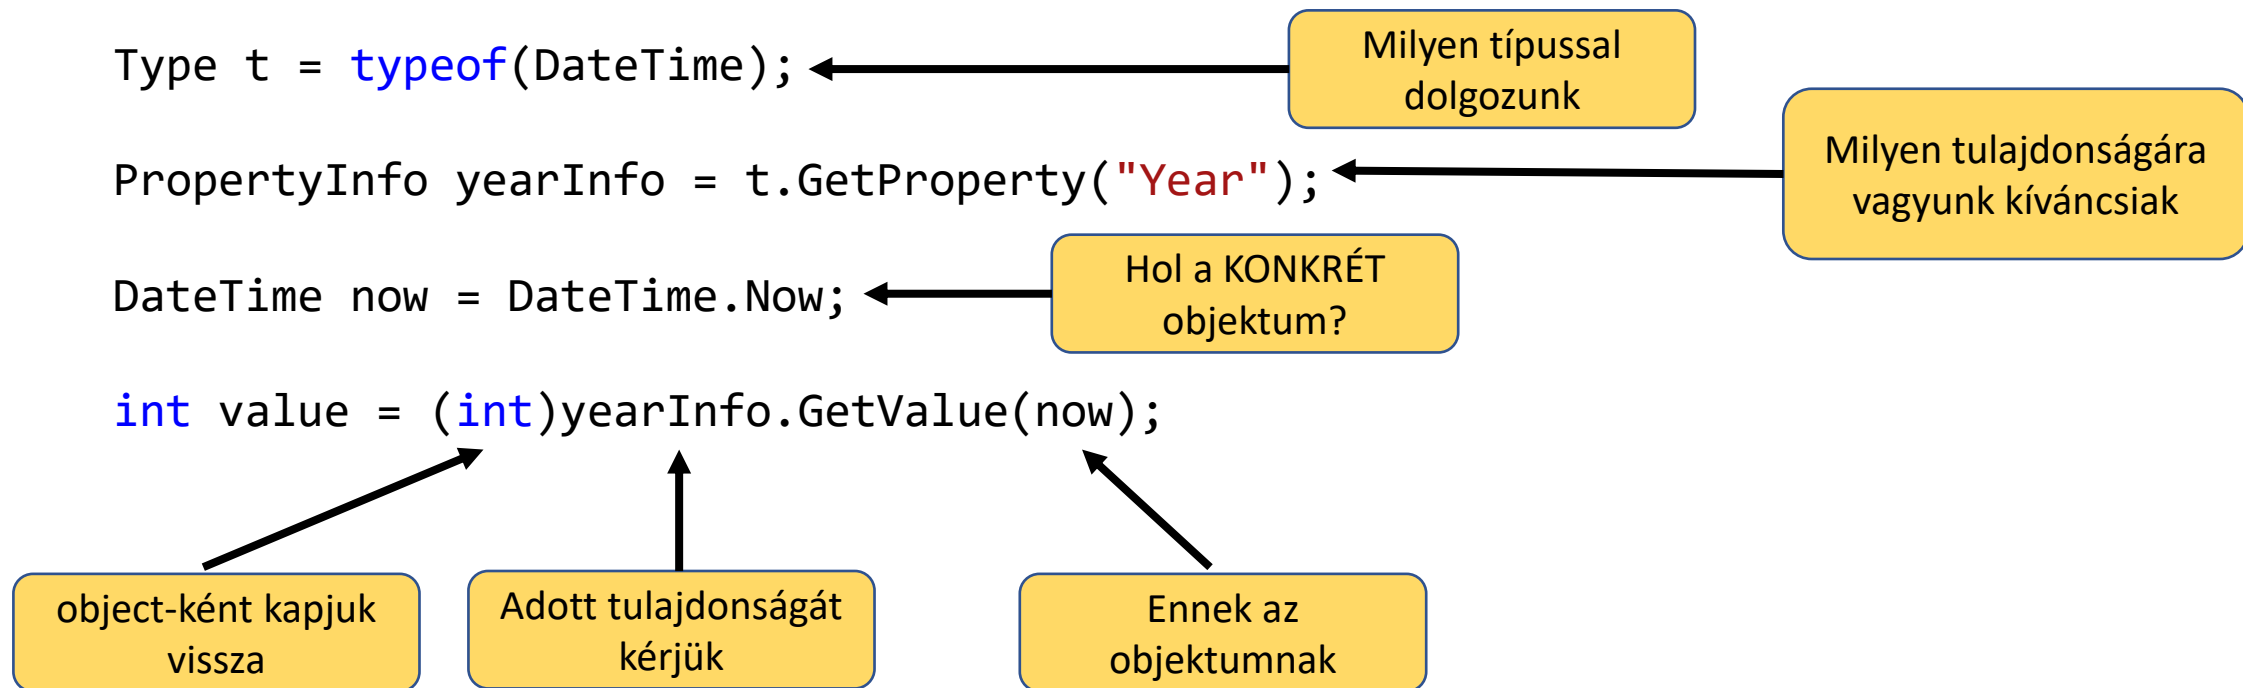 Type t = typeof(DateTime);
Milyen típussal
dolgozunk
PropertyInfo yearInfo = t.GetProperty("Year");
Milyen tulajdonságára
vagyunk kíváncsiak
DateTime now = DateTime.Now;
Hol a KONKRÉT
objektum?
int value = (int)yearInfo.GetValue(now);
object-ként kapjuk
vissza
Adott tulajdonságát
kérjük
Ennek az
objektumnak